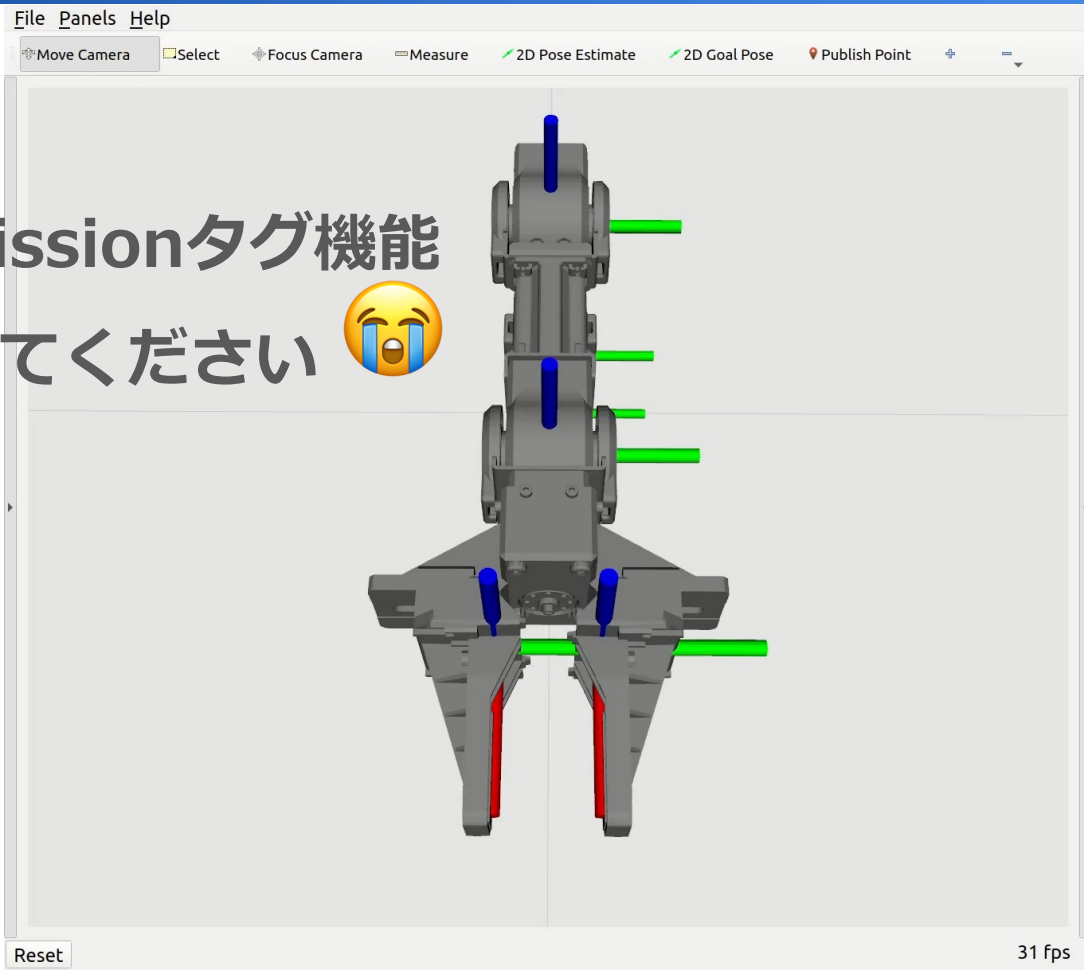 File Panels Help
Move Camera Select Focus Camera Measure 2D Pose Estimate 2D Goal Pose Publish Point
issionタグ機能
てください 😭
Reset 31 fps